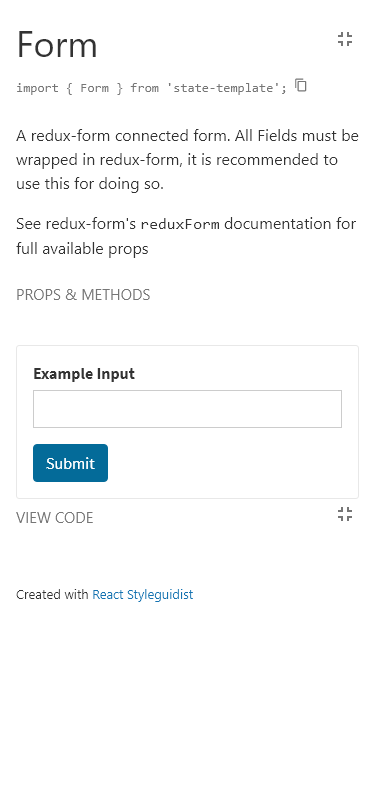 Form
import { Form } from 'state-template';
A redux-form connected form. All Fields must be
wrapped in redux-form, it is recommended to
use this for doing so.
See redux-form's reduxForm documentation for
full available props
PROPS & METHODS
Example Input
Submit
VIEW CODE
Created with React Styleguidist